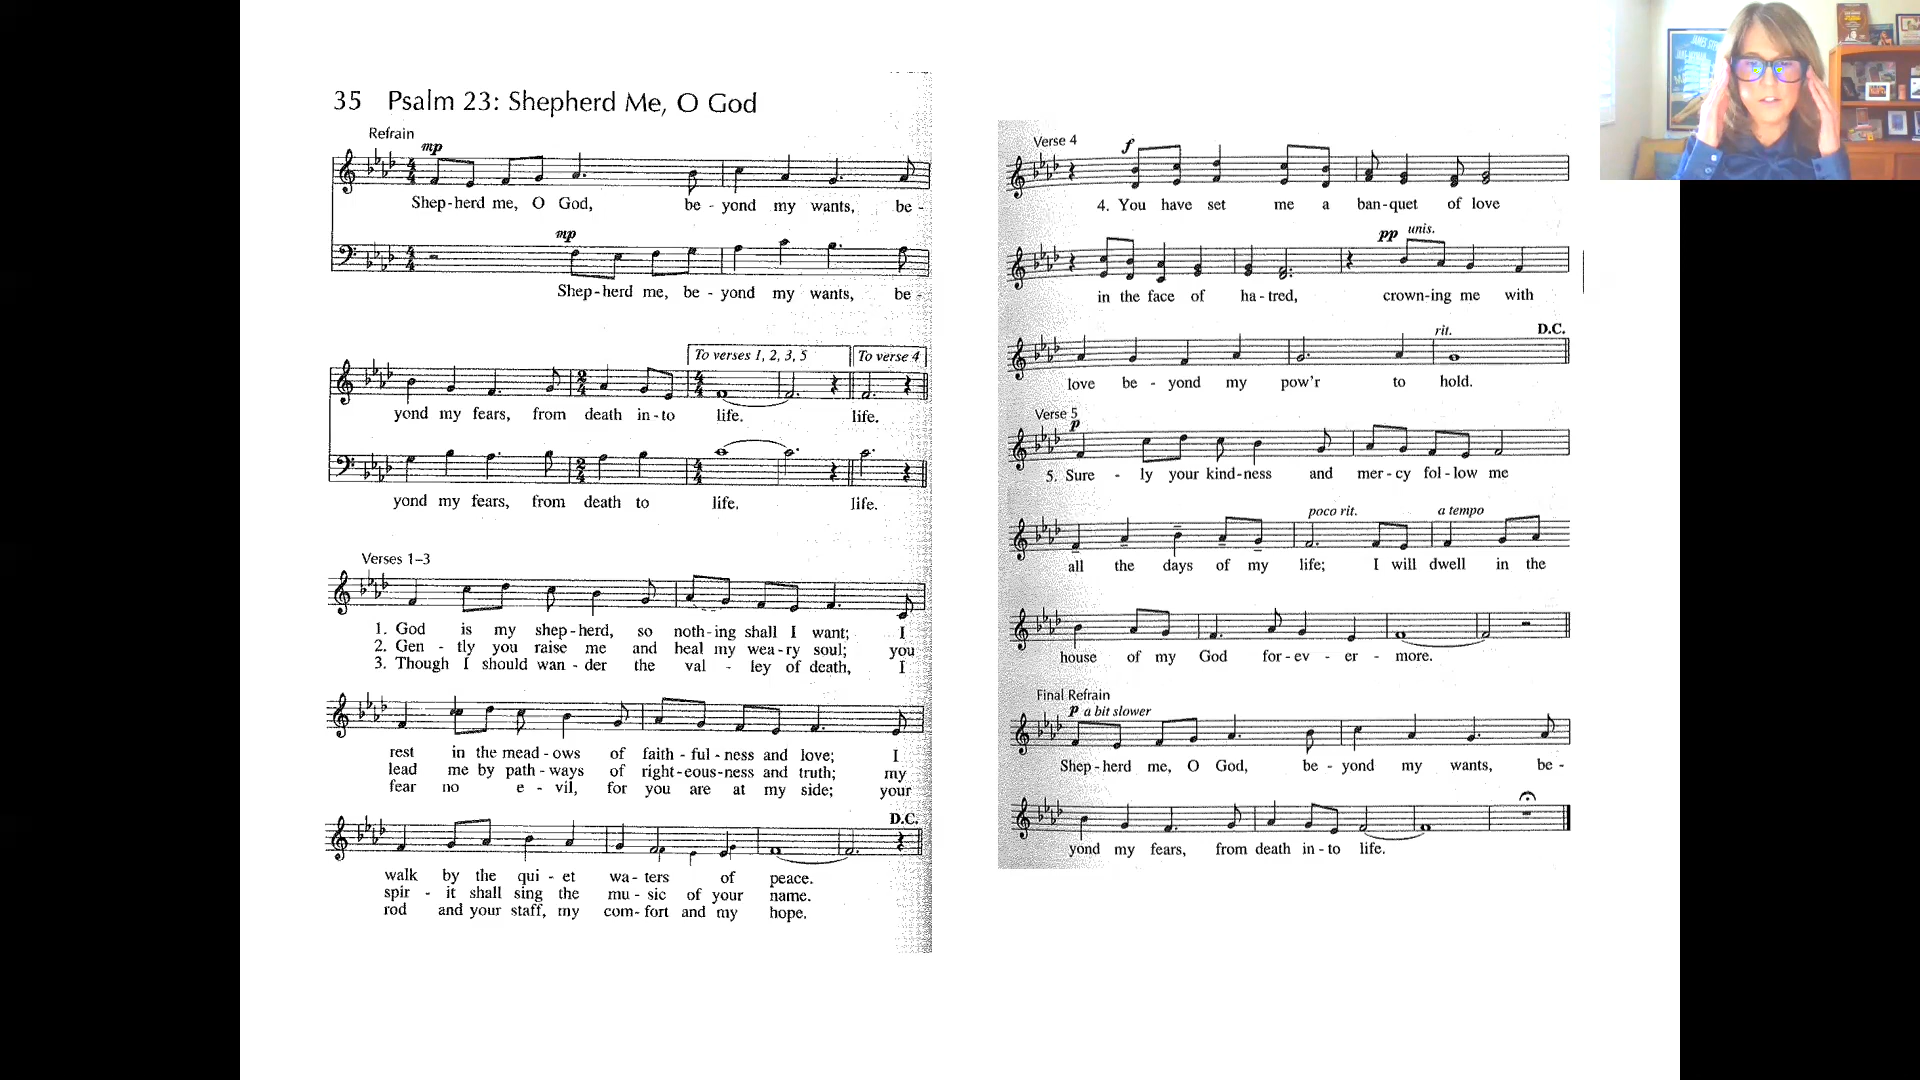 35 Psalm 23: Shepherd Me, O God
Refrain
mp
Shep-herd me, O God, be - yond my wants, be -
mp
Shep-herd me, be - yond my wants, be -
To verses 1, 2, 3, 5 To verse 4
yond my fears, from death in-to life. life.
yond my fears, from death to life. life.
Verses 1–3
1. God is my shep-herd, so noth-ing shall I want; I
2. Gen - tly you raise me and heal my wea-ry soul; you
3. Though I should wan - der the val - ley of death, I
rest in the mead-ows of faith-ful-ness and love; I
lead me by path-ways of right-eous-ness and truth; my
fear no e - vil, for you are at my side; your
D.C.
walk by the qui - et wa- ters of peace.
spir - it shall sing the mu - sic of your name.
rod and your staff, my com- fort and my hope.
Verse 4
f
4. You have set me a ban-quet of love
pp unis.
in the face of ha - tred, crown-ing me with
rit. D.C.
love be - yond my pow'r to hold.
Verse 5
p
5. Sure - ly your kind-ness and mer-cy fol-low me
poco rit. a tempo
all the days of my life; I will dwell in the
house of my God for-ev - er - more.
Final Refrain
p a bit slower
Shep-herd me, O God, be - yond my wants, be -
yond my fears, from death in-to life.